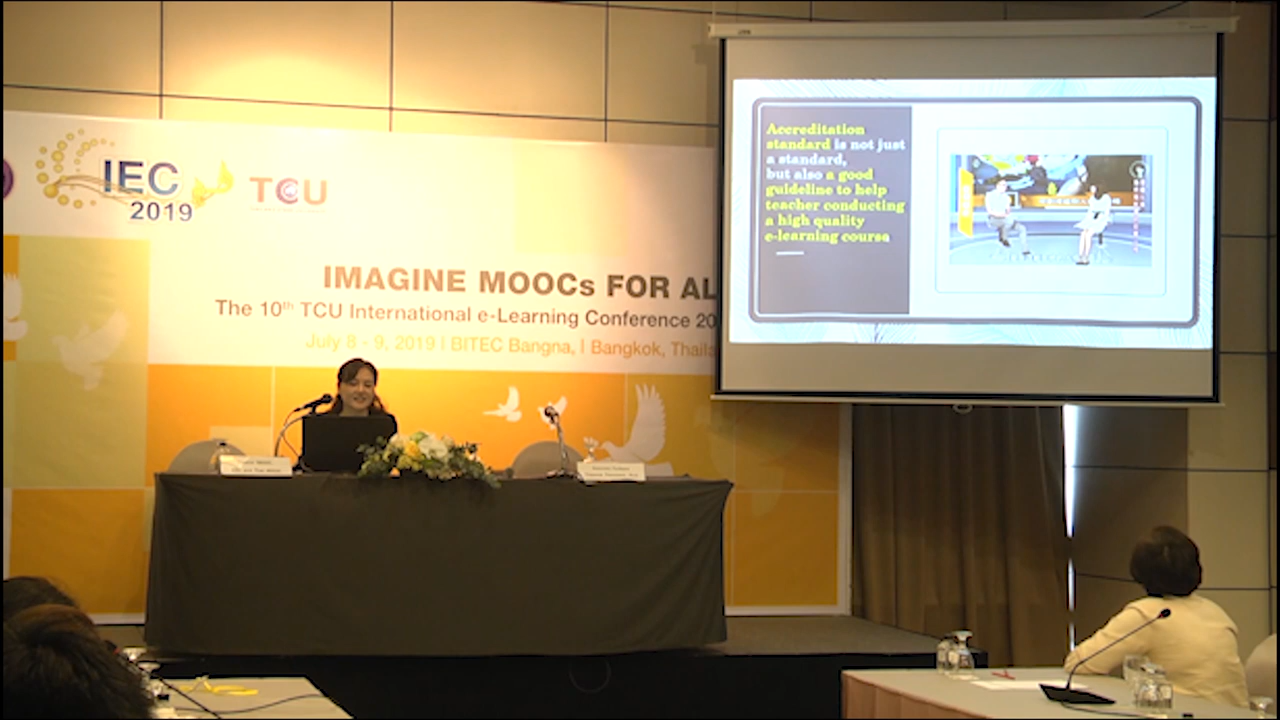 IEC
2019
TCU
IMAGINE MOOCs FOR AL
The 10th TCU International e-Learning Conference 20
July 8 - 9, 2019 | BITEC Bangna, | Bangkok, Thaila
Accreditation
standard is not just
a standard,
but also a good
guideline to help
teacher conducting
a high quality
e-learning course